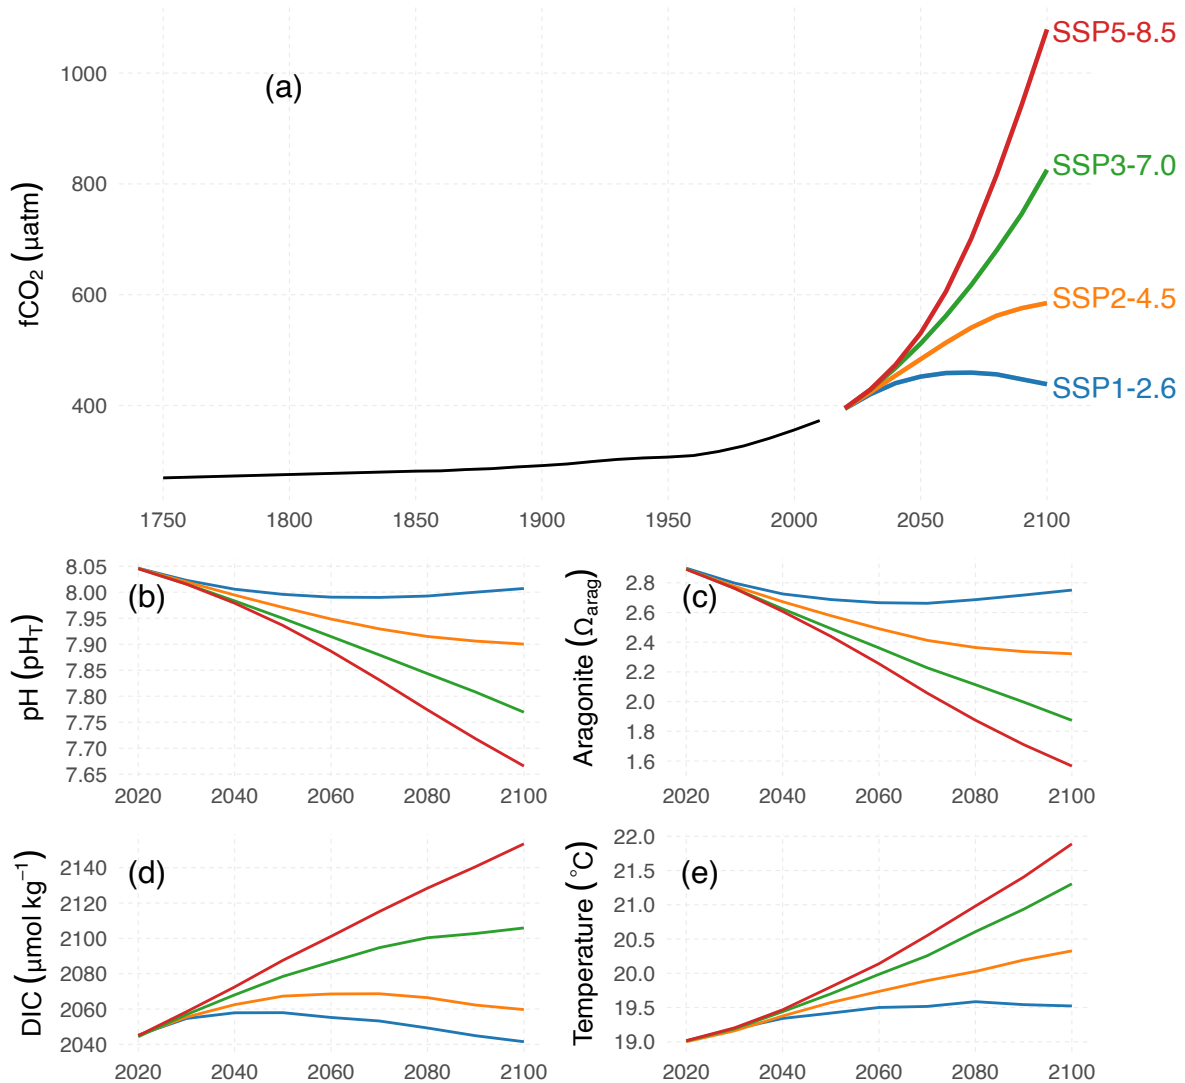 SSP5-8.5
1000
(a)
SSP3-7.0
800
fCO₂ (µatm)
600
SSP2-4.5
SSP1-2.6
400
1750 1800 1850 1900 1950 2000 2050 2100
8.05
8.00
7.95
7.90
7.85
7.80
7.75
7.70
7.65
pH (pH_T)
(b)
2020 2040 2060 2080 2100
2.8
2.6
2.4
2.2
2.0
1.8
1.6
Aragonite (Ω_arag)
(c)
2020 2040 2060 2080 2100
2140
2120
2100
2080
2060
2040
DIC (µmol kg⁻¹)
(d)
2020 2040 2060 2080 2100
22.0
21.5
21.0
20.5
20.0
19.5
19.0
Temperature (°C)
(e)
2020 2040 2060 2080 2100